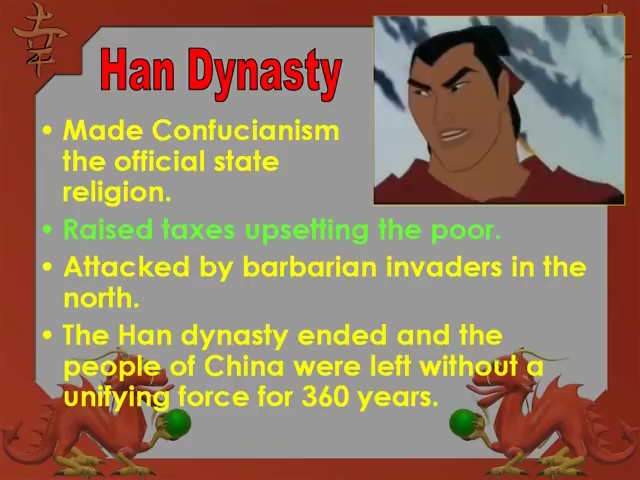 幸
Han Dynasty
• Made Confucianism
the official state
religion.
• Raised taxes upsetting the poor.
• Attacked by barbarian invaders in the
north.
• The Han dynasty ended and the
people of China were left without a
unifying force for 360 years.